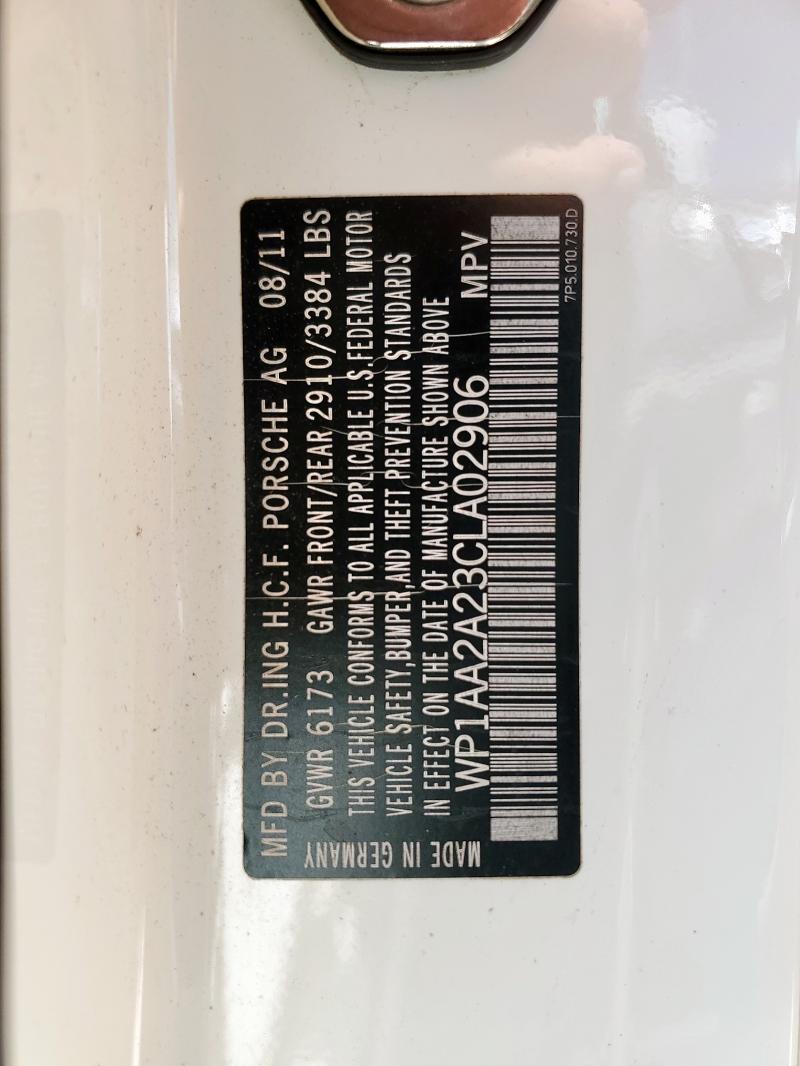 MFD BY DR.ING H.C.F. PORSCHE AG 08/11
GVWR 6173 GAWR FRONT/REAR 2910/3384 LBS
THIS VEHICLE CONFORMS TO ALL APPLICABLE U.S.FEDERAL MOTOR
VEHICLE SAFETY,BUMPER,AND THEFT PREVENTION STANDARDS
IN EFFECT ON THE DATE OF MANUFACTURE SHOWN ABOVE
WP1AA2A23CLA02906 MPV
MADE IN GERMANY
7P5.010.730.D